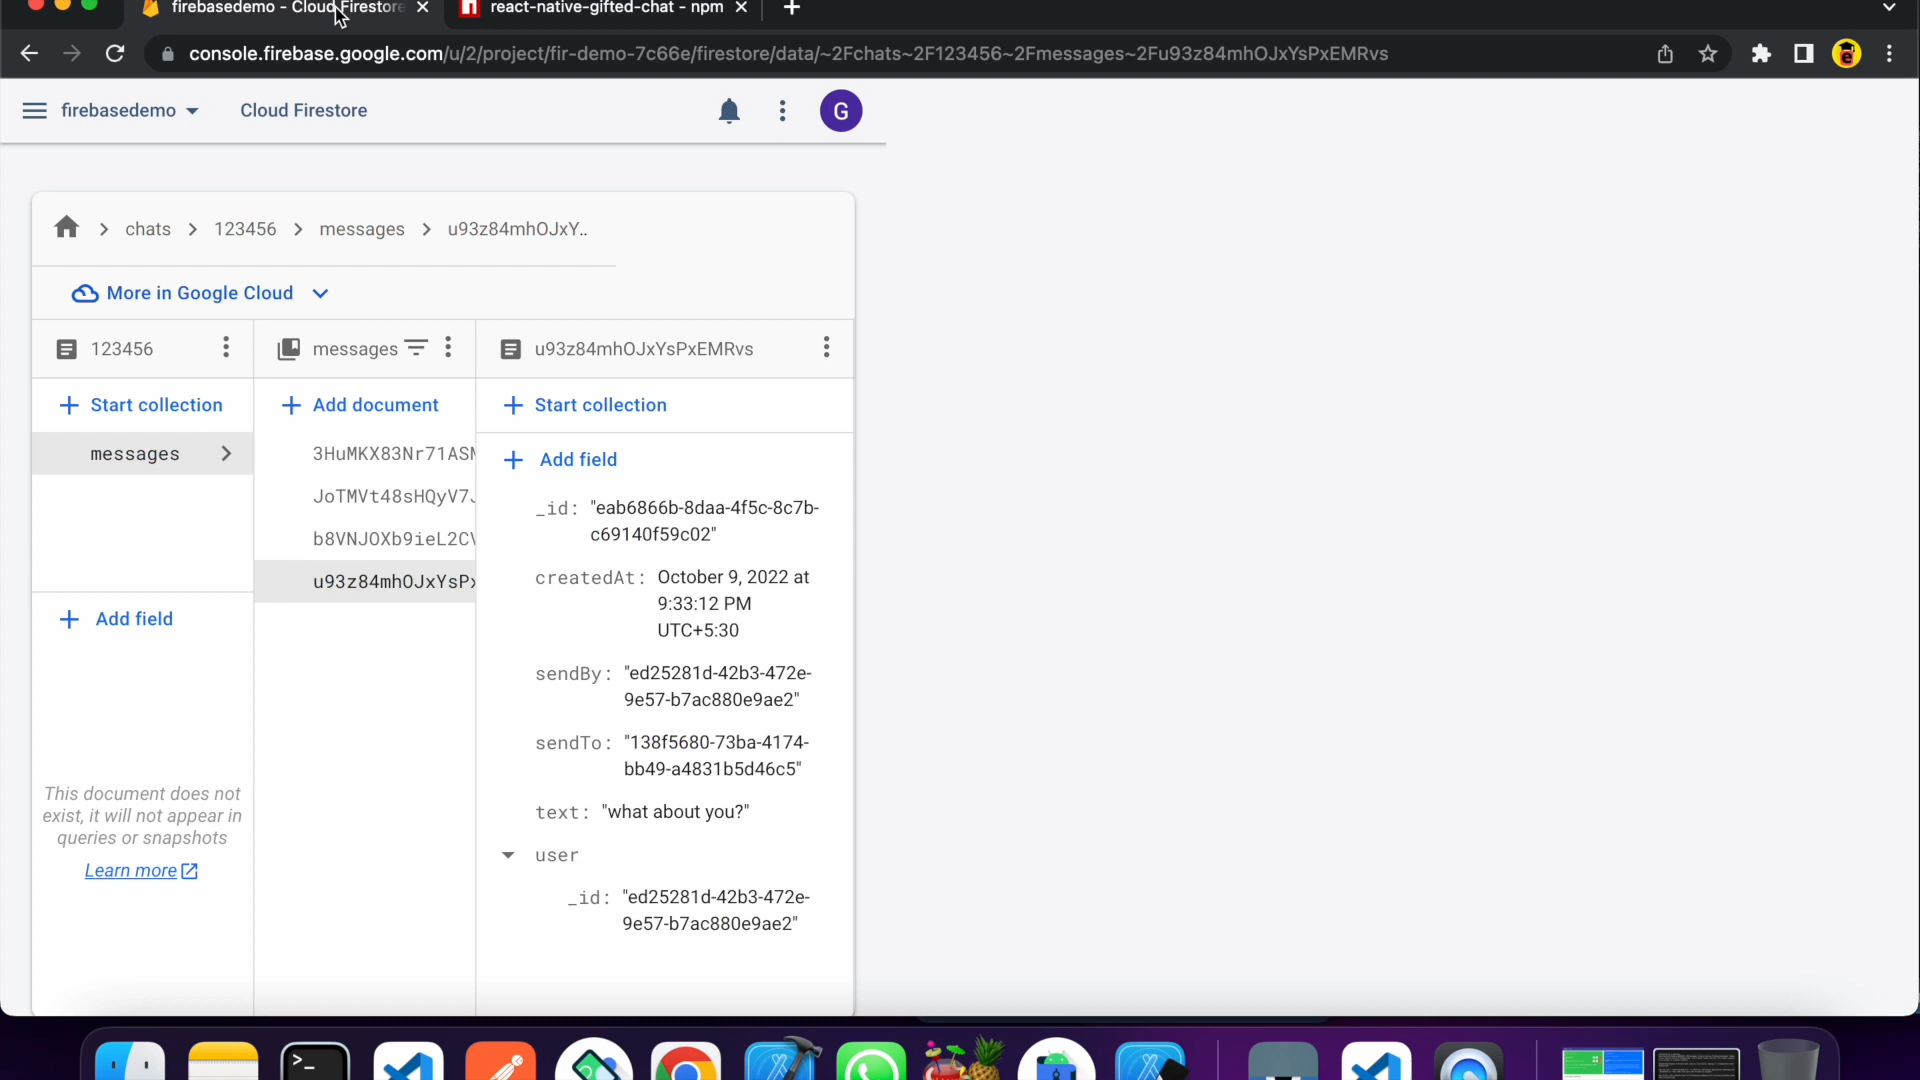 firebasedemo - Cloud Firestore
react-native-gifted-chat - npm
console.firebase.google.com/u/2/project/fir-demo-7c66e/firestore/data/~2Fchats~2F123456~2Fmessages~2Fu93z84mhOJxYsPxEMRvs
firebasedemo
Cloud Firestore
G
chats
123456
messages
u93z84mhOJxY..
More in Google Cloud
123456
messages
u93z84mhOJxYsPxEMRvs
Start collection
Add document
Start collection
messages
3HuMKX83Nr71AS
JoTMVt48sHQyV7
b8VNJOXb9ieL2C
u93z84mhOJxYsPx
Add field
Add field
_id: "eab6866b-8daa-4f5c-8c7b-
c69140f59c02"
createdAt: October 9, 2022 at
9:33:12 PM
UTC+5:30
sendBy: "ed25281d-42b3-472e-
9e57-b7ac880e9ae2"
sendTo: "138f5680-73ba-4174-
bb49-a4831b5d46c5"
text: "what about you?"
user
_id: "ed25281d-42b3-472e-
9e57-b7ac880e9ae2"
This document does not
exist, it will not appear in
queries or snapshots
Learn more